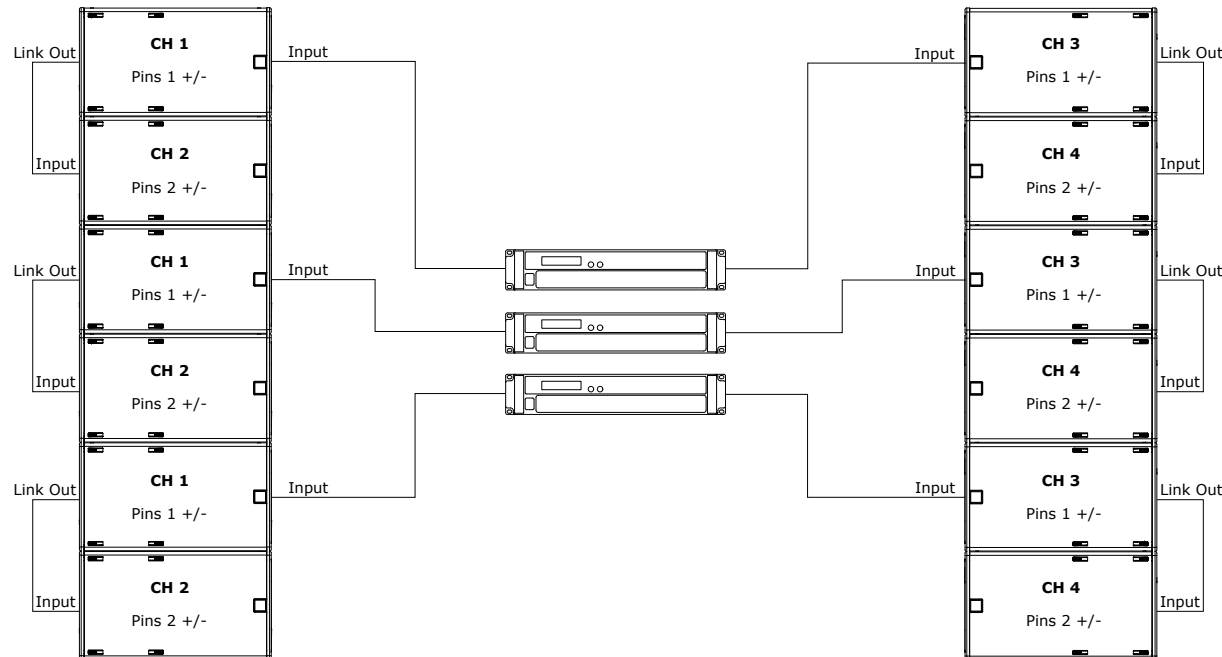 CH 1
Link Out
Input
Pins 1 +/-
CH 2
Input
Pins 2 +/-
CH 1
Link Out
Input
Pins 1 +/-
CH 2
Input
Pins 2 +/-
CH 1
Link Out
Input
Pins 1 +/-
CH 2
Input
Pins 2 +/-
CH 3
Input
Link Out
Pins 1 +/-
CH 4
Input
Pins 2 +/-
CH 3
Input
Link Out
Pins 1 +/-
CH 4
Input
Pins 2 +/-
CH 3
Input
Link Out
Pins 1 +/-
CH 4
Input
Pins 2 +/-